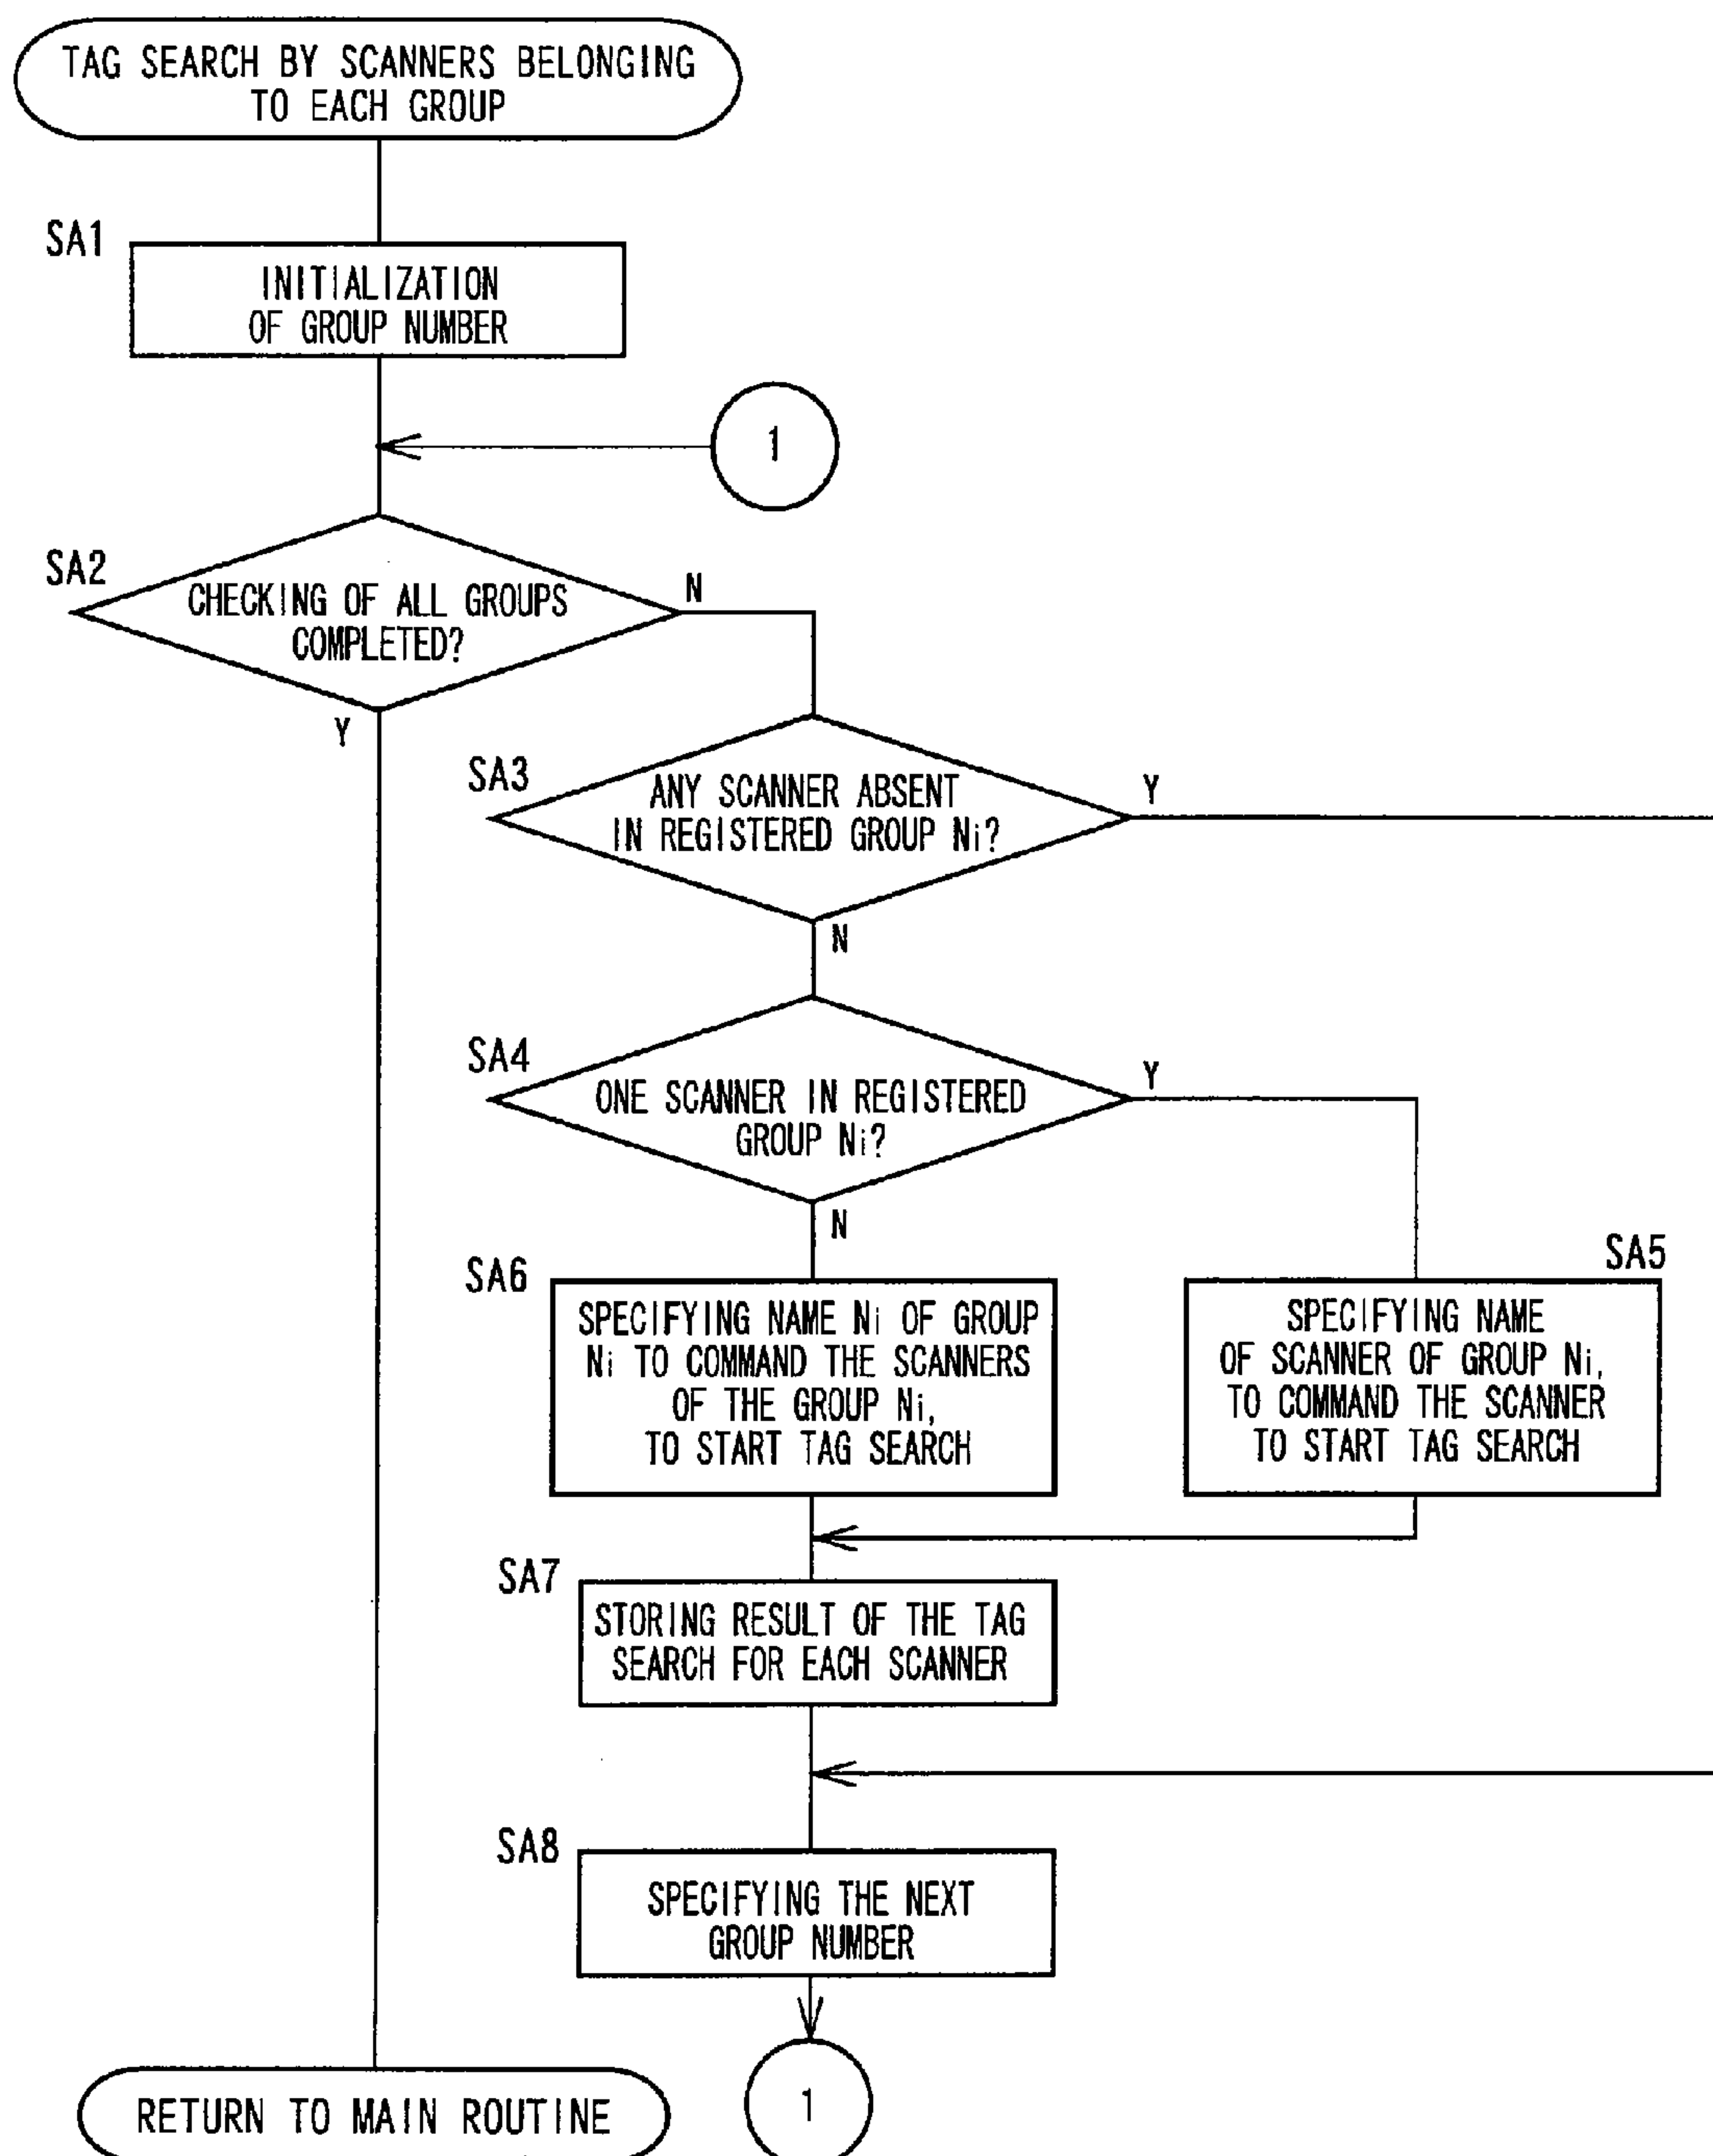 TAG SEARCH BY SCANNERS BELONGING
TO EACH GROUP
SA1
INITIALIZATION
OF GROUP NUMBER
1
SA2
CHECKING OF ALL GROUPS
COMPLETED?
N
Y
SA3
ANY SCANNER ABSENT
IN REGISTERED GROUP Ni?
Y
N
SA4
ONE SCANNER IN REGISTERED
GROUP Ni?
Y
N
SA6
SPECIFYING NAME Ni OF GROUP
Ni TO COMMAND THE SCANNERS
OF THE GROUP Ni,
TO START TAG SEARCH
SA5
SPECIFYING NAME
OF SCANNER OF GROUP Ni,
TO COMMAND THE SCANNER
TO START TAG SEARCH
SA7
STORING RESULT OF THE TAG
SEARCH FOR EACH SCANNER
SA8
SPECIFYING THE NEXT
GROUP NUMBER
RETURN TO MAIN ROUTINE
1